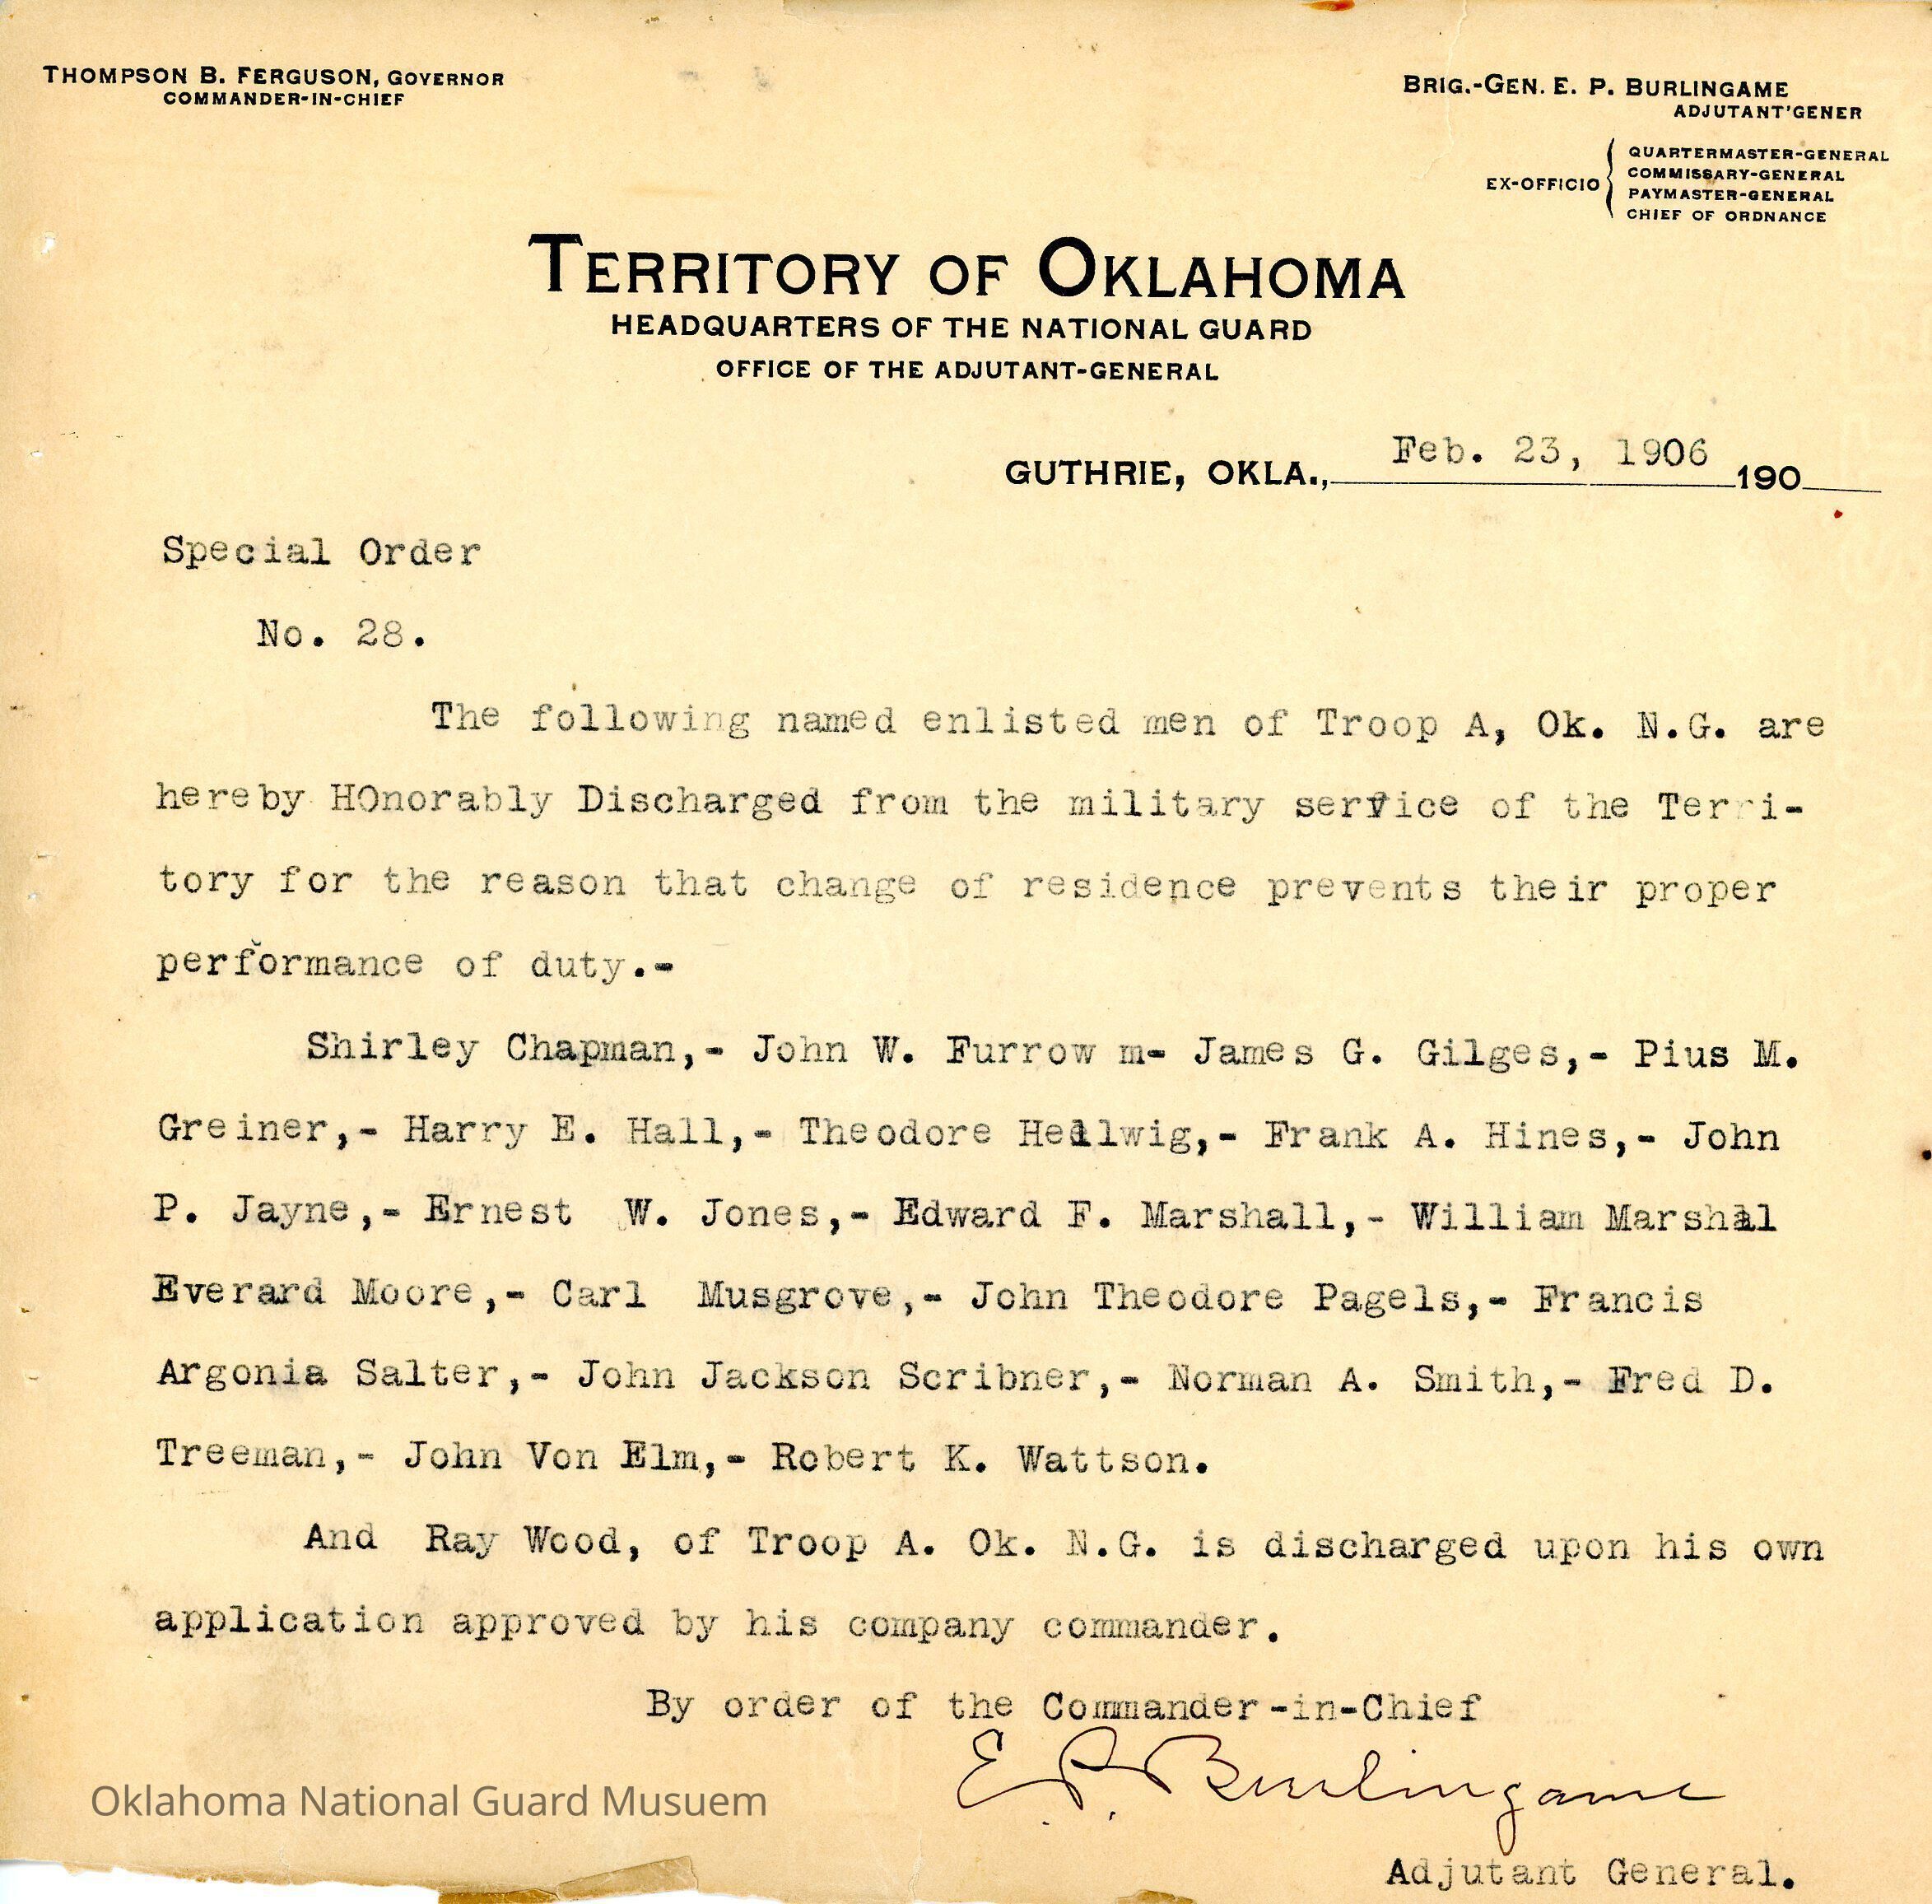 THOMPSON B. FERGUSON, GOVERNOR
COMMANDER-IN-CHIEF
BRIG.-GEN. E. P. BURLINGAME
ADJUTANT'GENER
EX-OFFICIO
QUARTERMASTER-GENERAL
COMMISSARY-GENERAL
PAYMASTER-GENERAL
CHIEF OF ORDNANCE
TERRITORY OF OKLAHOMA
HEADQUARTERS OF THE NATIONAL GUARD
OFFICE OF THE ADJUTANT-GENERAL
GUTHRIE, OKLA., Feb. 23, 1906 190
Special Order
No. 28.
The following named enlisted men of Troop A, Ok. N.G. are
hereby HOnorably Discharged from the military service of the Terri-
tory for the reason that change of residence prevents their proper
performance of duty.-
Shirley Chapman,- John W. Furrow m- James G. Gilges,- Pius M.
Greiner,- Harry E. Hall,- Theodore Hellwig,- Frank A. Hines,- John
P. Jayne,- Ernest W. Jones,- Edward F. Marshall,- William Marshal
Everard Moore,- Carl Musgrove,- John Theodore Pagels,- Francis
Argonia Salter,- John Jackson Scribner,- Norman A. Smith,- Fred D.
Treeman,- John Von Elm,- Robert K. Wattson.
And Ray Wood, of Troop A. Ok. N.G. is discharged upon his own
application approved by his company commander.
By order of the Commander-in-Chief
E. P. Burlingame
Adjutant General.
Oklahoma National Guard Musuem